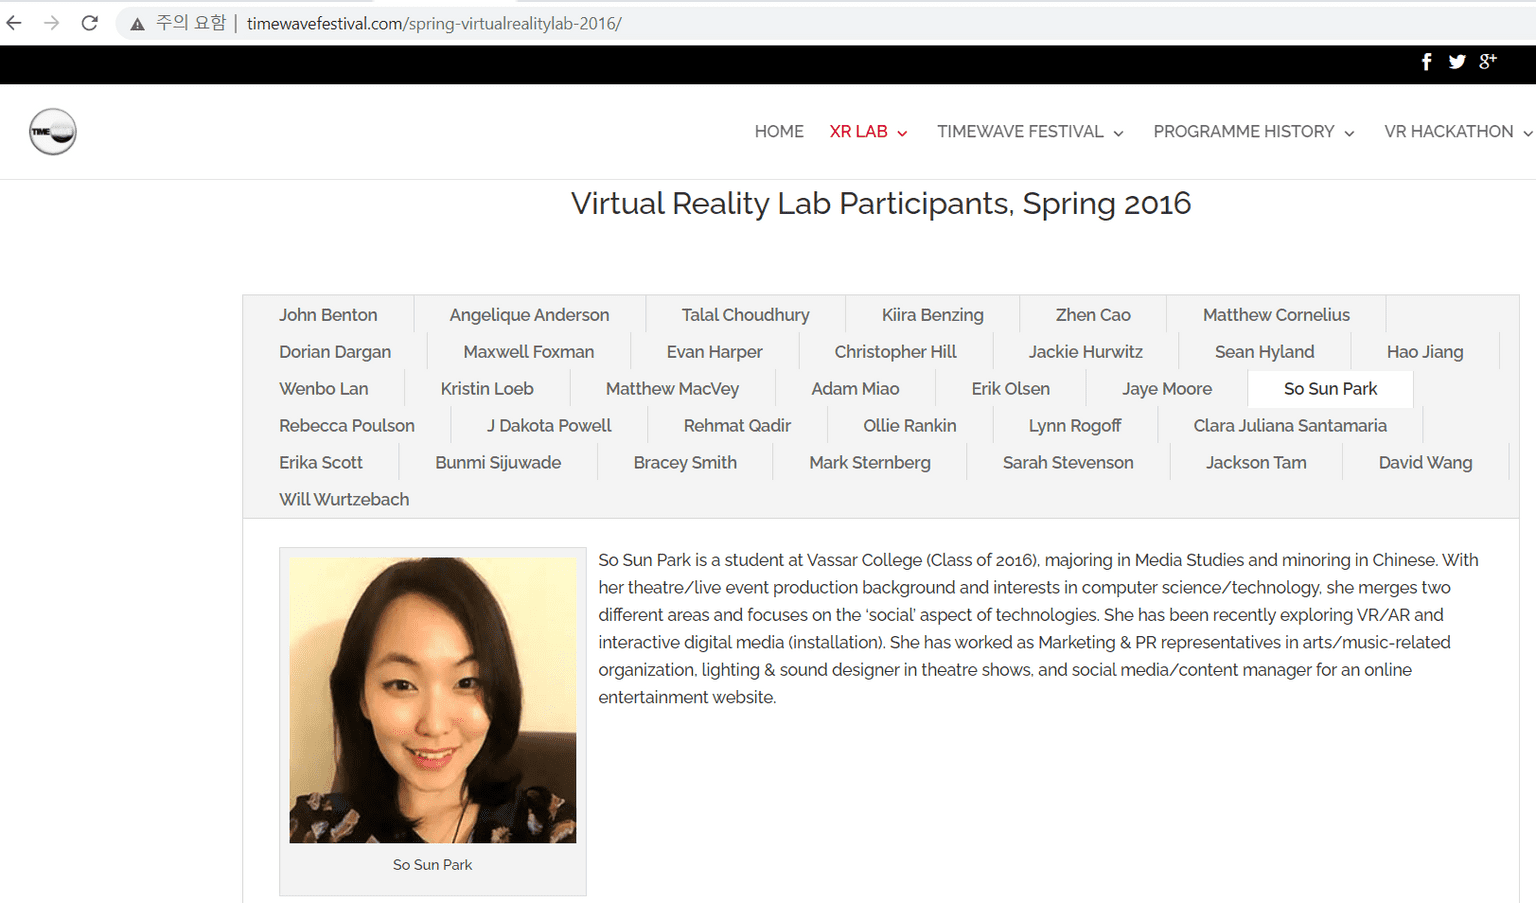 주의 요함 | timewavefestival.com/spring-virtualrealitylab-2016/
f g+
TIME
HOME XR LAB TIMEWAVE FESTIVAL PROGRAMME HISTORY VR HACKATHON
Virtual Reality Lab Participants, Spring 2016
John Benton Angelique Anderson Talal Choudhury Kiira Benzing Zhen Cao Matthew Cornelius
Dorian Dargan Maxwell Foxman Evan Harper Christopher Hill Jackie Hurwitz Sean Hyland Hao Jiang
Wenbo Lan Kristin Loeb Matthew MacVey Adam Miao Erik Olsen Jaye Moore So Sun Park
Rebecca Poulson J Dakota Powell Rehmat Qadir Ollie Rankin Lynn Rogoff Clara Juliana Santamaria
Erika Scott Bunmi Sijuwade Bracey Smith Mark Sternberg Sarah Stevenson Jackson Tam David Wang
Will Wurtzebach
So Sun Park is a student at Vassar College (Class of 2016), majoring in Media Studies and minoring in Chinese. With
her theatre/live event production background and interests in computer science/technology, she merges two
different areas and focuses on the ‘social’ aspect of technologies. She has been recently exploring VR/AR and
interactive digital media (installation). She has worked as Marketing & PR representatives in arts/music-related
organization, lighting & sound designer in theatre shows, and social media/content manager for an online
entertainment website.
So Sun Park